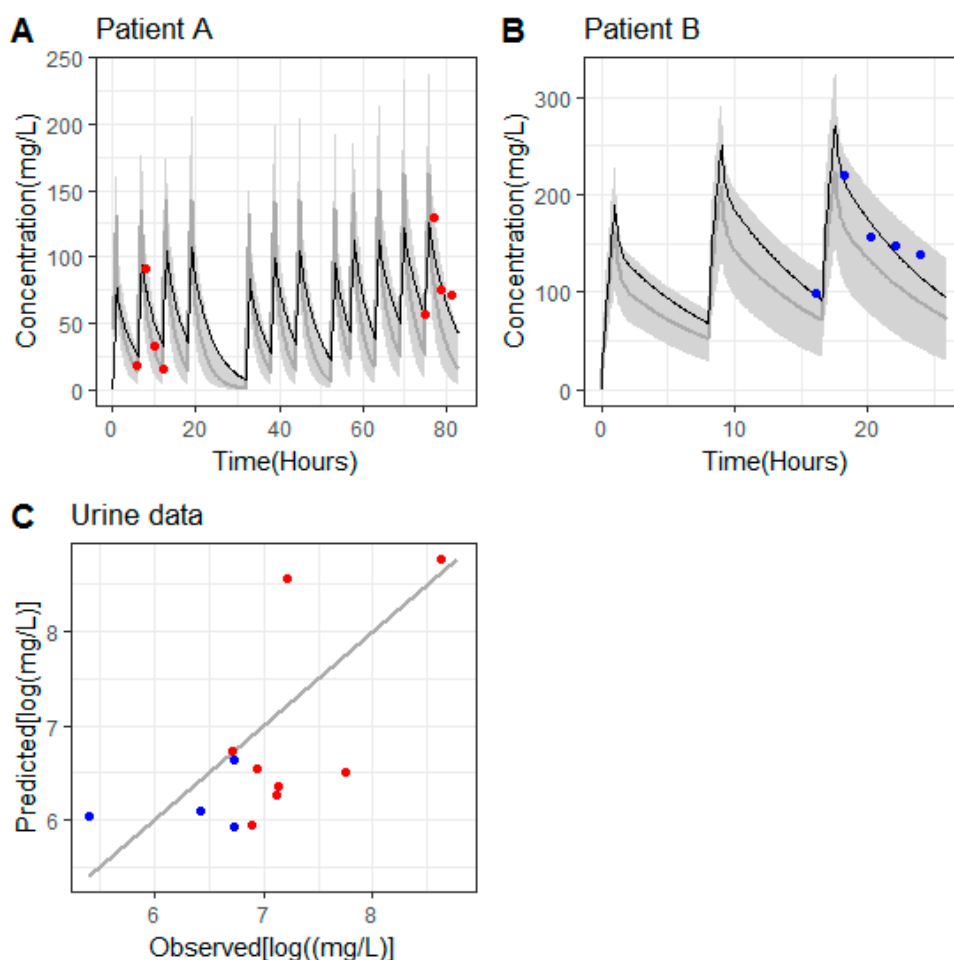 A Patient A
Concentration(mg/L)
250
200
150
100
50
0
0 20 40 60 80
Time(Hours)
B Patient B
Concentration(mg/L)
300
200
100
0
0 10 20
Time(Hours)
C Urine data
Predicted[log(mg/L)]
8
7
6
6 7 8
Observed[log((mg/L)]